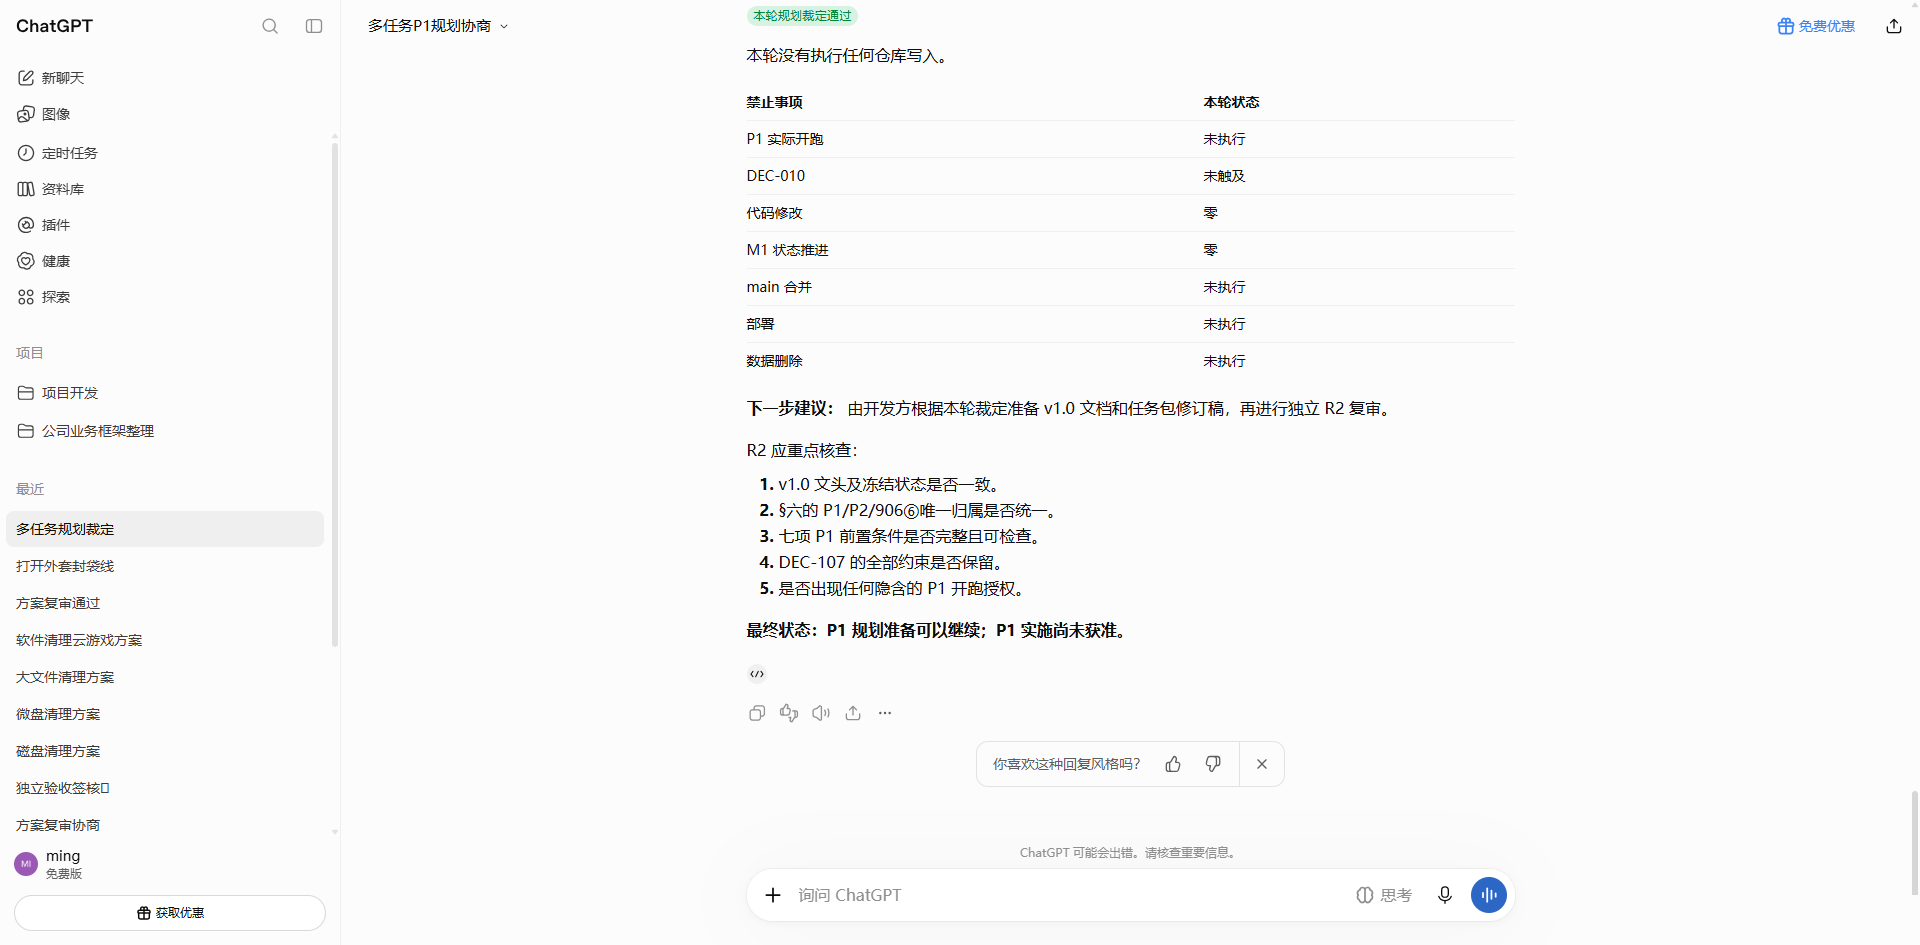 ChatGPT
新聊天
图像
定时任务
资料库
插件
健康
探索
项目
项目开发
公司业务框架整理
最近
多任务规划裁定
打开外套封袋线
方案复审通过
软件清理云游戏方案
大文件清理方案
微盘清理方案
磁盘清理方案
独立验收签核
方案复审协商
MI
ming
免费版
获取优惠
多任务P1规划协商
免费优惠
本轮规划裁定通过
本轮没有执行任何仓库写入。
禁止事项 本轮状态
P1 实际开跑 未执行
DEC-010 未触及
代码修改 零
M1 状态推进 零
main 合并 未执行
部署 未执行
数据删除 未执行
下一步建议： 由开发方根据本轮裁定准备 v1.0 文档和任务包修订稿，再进行独立 R2 复审。
R2 应重点核查：
1. v1.0 文头及冻结状态是否一致。
2. §六的 P1/P2/906⑥唯一归属是否统一。
3. 七项 P1 前置条件是否完整且可检查。
4. DEC-107 的全部约束是否保留。
5. 是否出现任何隐含的 P1 开跑授权。
最终状态：P1 规划准备可以继续；P1 实施尚未获准。
你喜欢这种回复风格吗？
ChatGPT 可能会出错。请核查重要信息。
询问 ChatGPT
思考